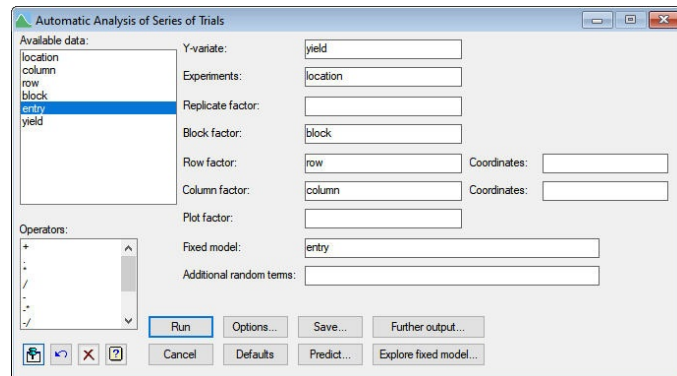 Automatic Analysis of Series of Trials
Available data:
location
column
row
block
entry
yield
Y-variate: yield
Experiments: location
Replicate factor:
Block factor: block
Row factor: row Coordinates:
Column factor: column Coordinates:
Plot factor:
Operators:
+
.
*
/
-
-*
-/
Fixed model: entry
Additional random terms:
Run Options... Save... Further output...
Cancel Defaults Predict... Explore fixed model...